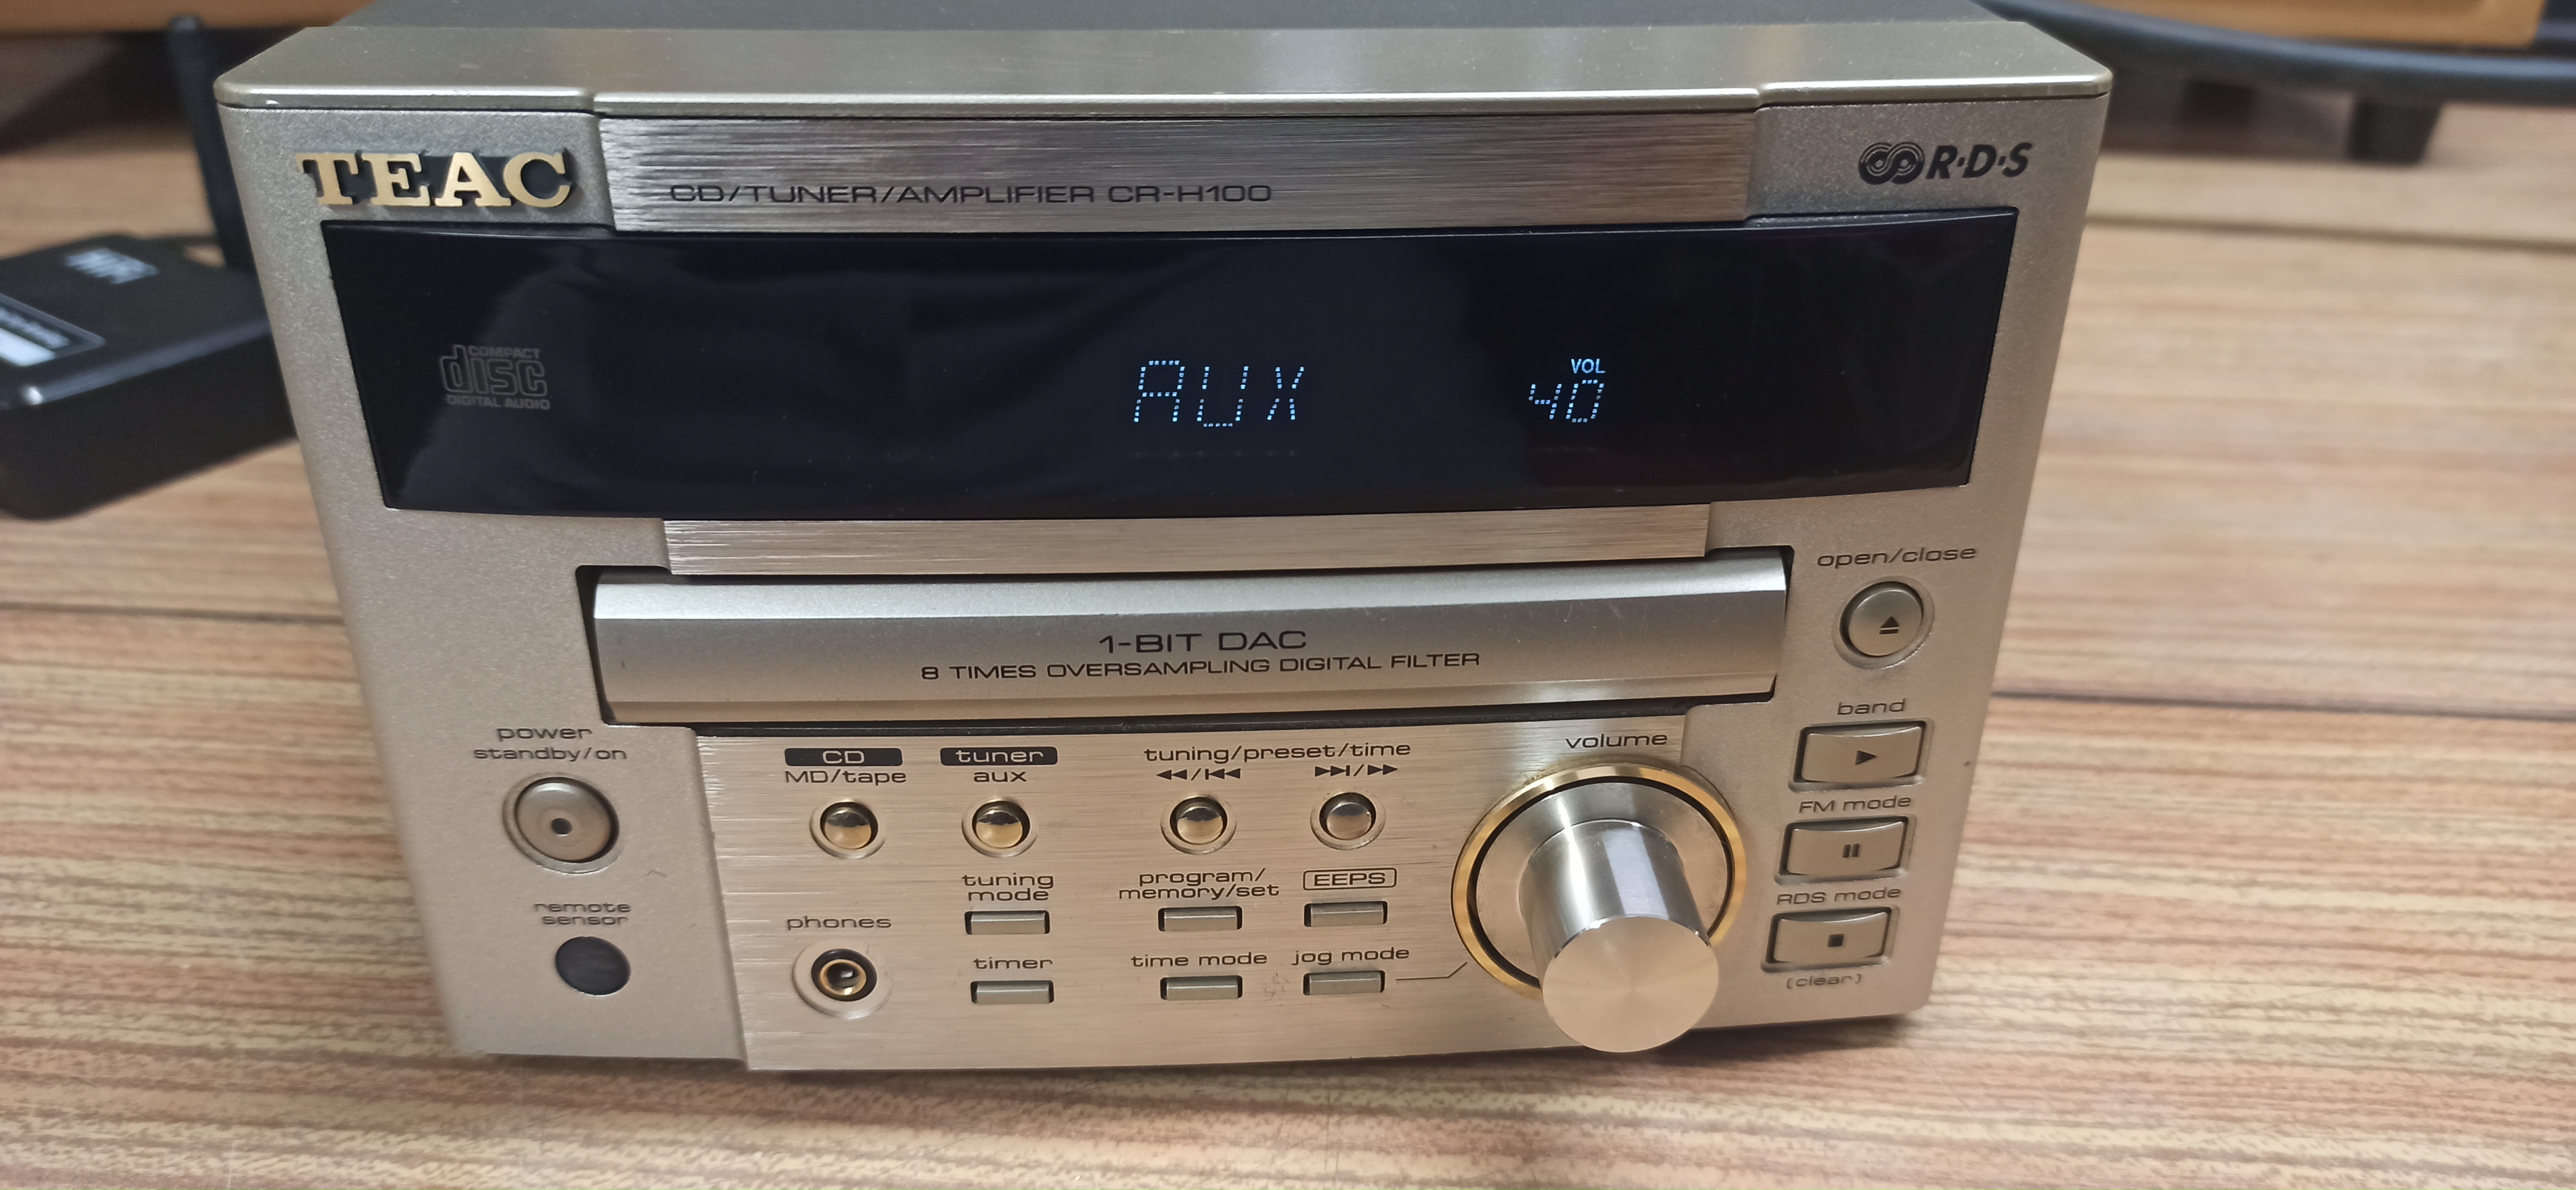 TEAC
CD/TUNER/AMPLIFIER CR-H100
R·D·S
COMPACT
disc
DIGITAL AUDIO
AUX
VOL
40
1-BIT DAC
8 TIMES OVERSAMPLING DIGITAL FILTER
open/close
power
standby/on
CD
MD/tape
tuner
aux
tuning/preset/time
volume
band
FM mode
RDS mode
(clear)
remote
sensor
phones
tuning
mode
program/
memory/set
EEPS
timer
time mode
jog mode